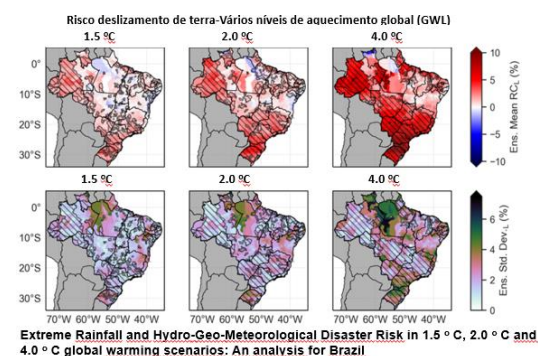 Risco deslizamento de terra-Vários níveis de aquecimento global (GWL)
1.5 ºC 2.0 ºC 4.0 ºC
0°
10°S
20°S
30°S
10
5
0
−5
−10
Ens. Mean RCL (%)
1.5 ºC 2.0 ºC 4.0 ºC
0°
10°S
20°S
30°S
6
4
2
0
Ens. Std. Dev.L (%)
70°W 60°W 50°W 40°W 70°W 60°W 50°W 40°W 70°W 60°W 50°W 40°W
Extreme Rainfall and Hydro-Geo-Meteorological Disaster Risk in 1.5 º C, 2.0 º C and
4.0 º C global warming scenarios: An analysis for Brazil